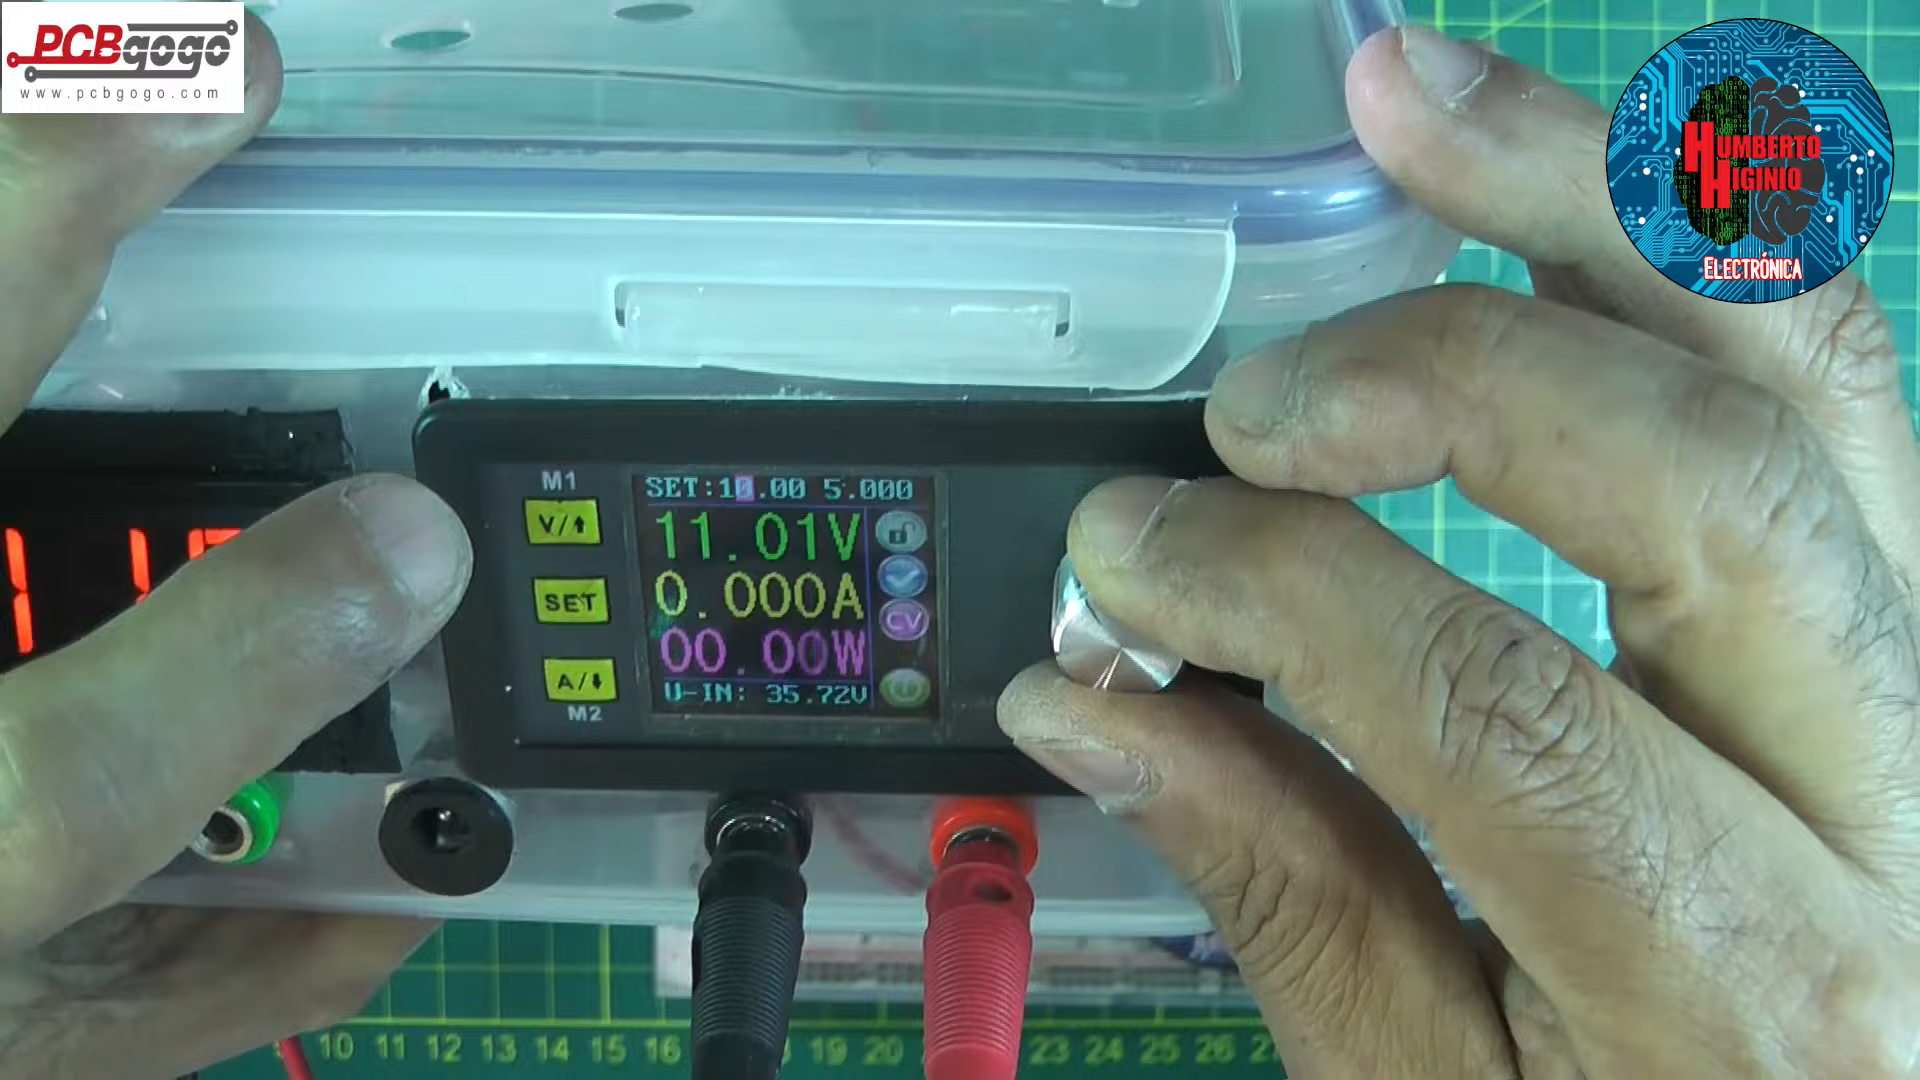 PCBgogo
www.pcbgogo.com
HUMBERTO
HIGINIO
ELECTRÓNICA
M1
V/⬆
SET
A/⬇
M2
SET:10.00 5.000
11.01V
0.000A
CV
00.00W
U-IN: 35.72V
10 11 12 13 14 15 16 19 20 23 24 25 26